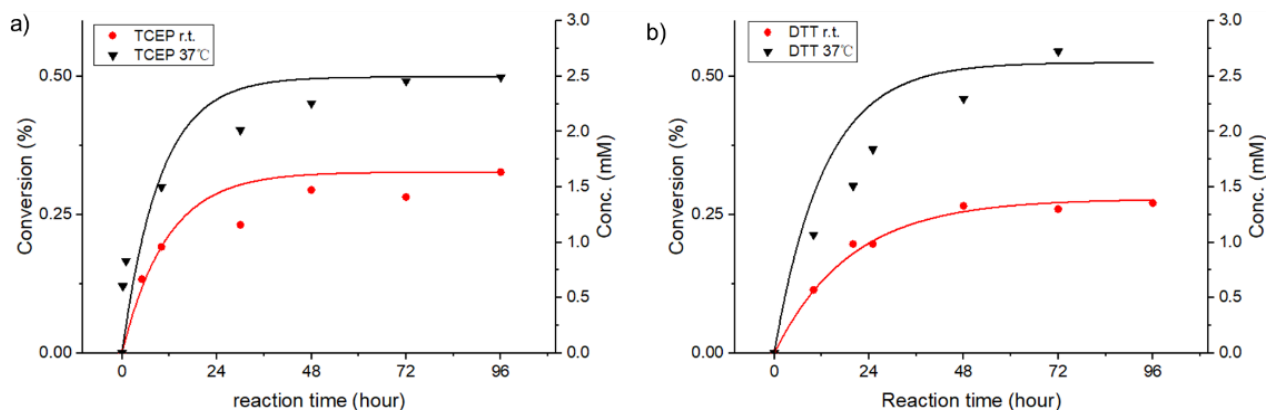 a)
TCEP r.t.
TCEP 37℃
Conversion (%)
0.50
0.25
0.00
3.0
2.5
2.0
1.5
1.0
0.5
0.0
Conc. (mM)
0 24 48 72 96
reaction time (hour)
b)
DTT r.t.
DTT 37℃
Conversion (%)
0.50
0.25
0.00
3.0
2.5
2.0
1.5
1.0
0.5
0.0
Conc. (mM)
0 24 48 72 96
Reaction time (hour)